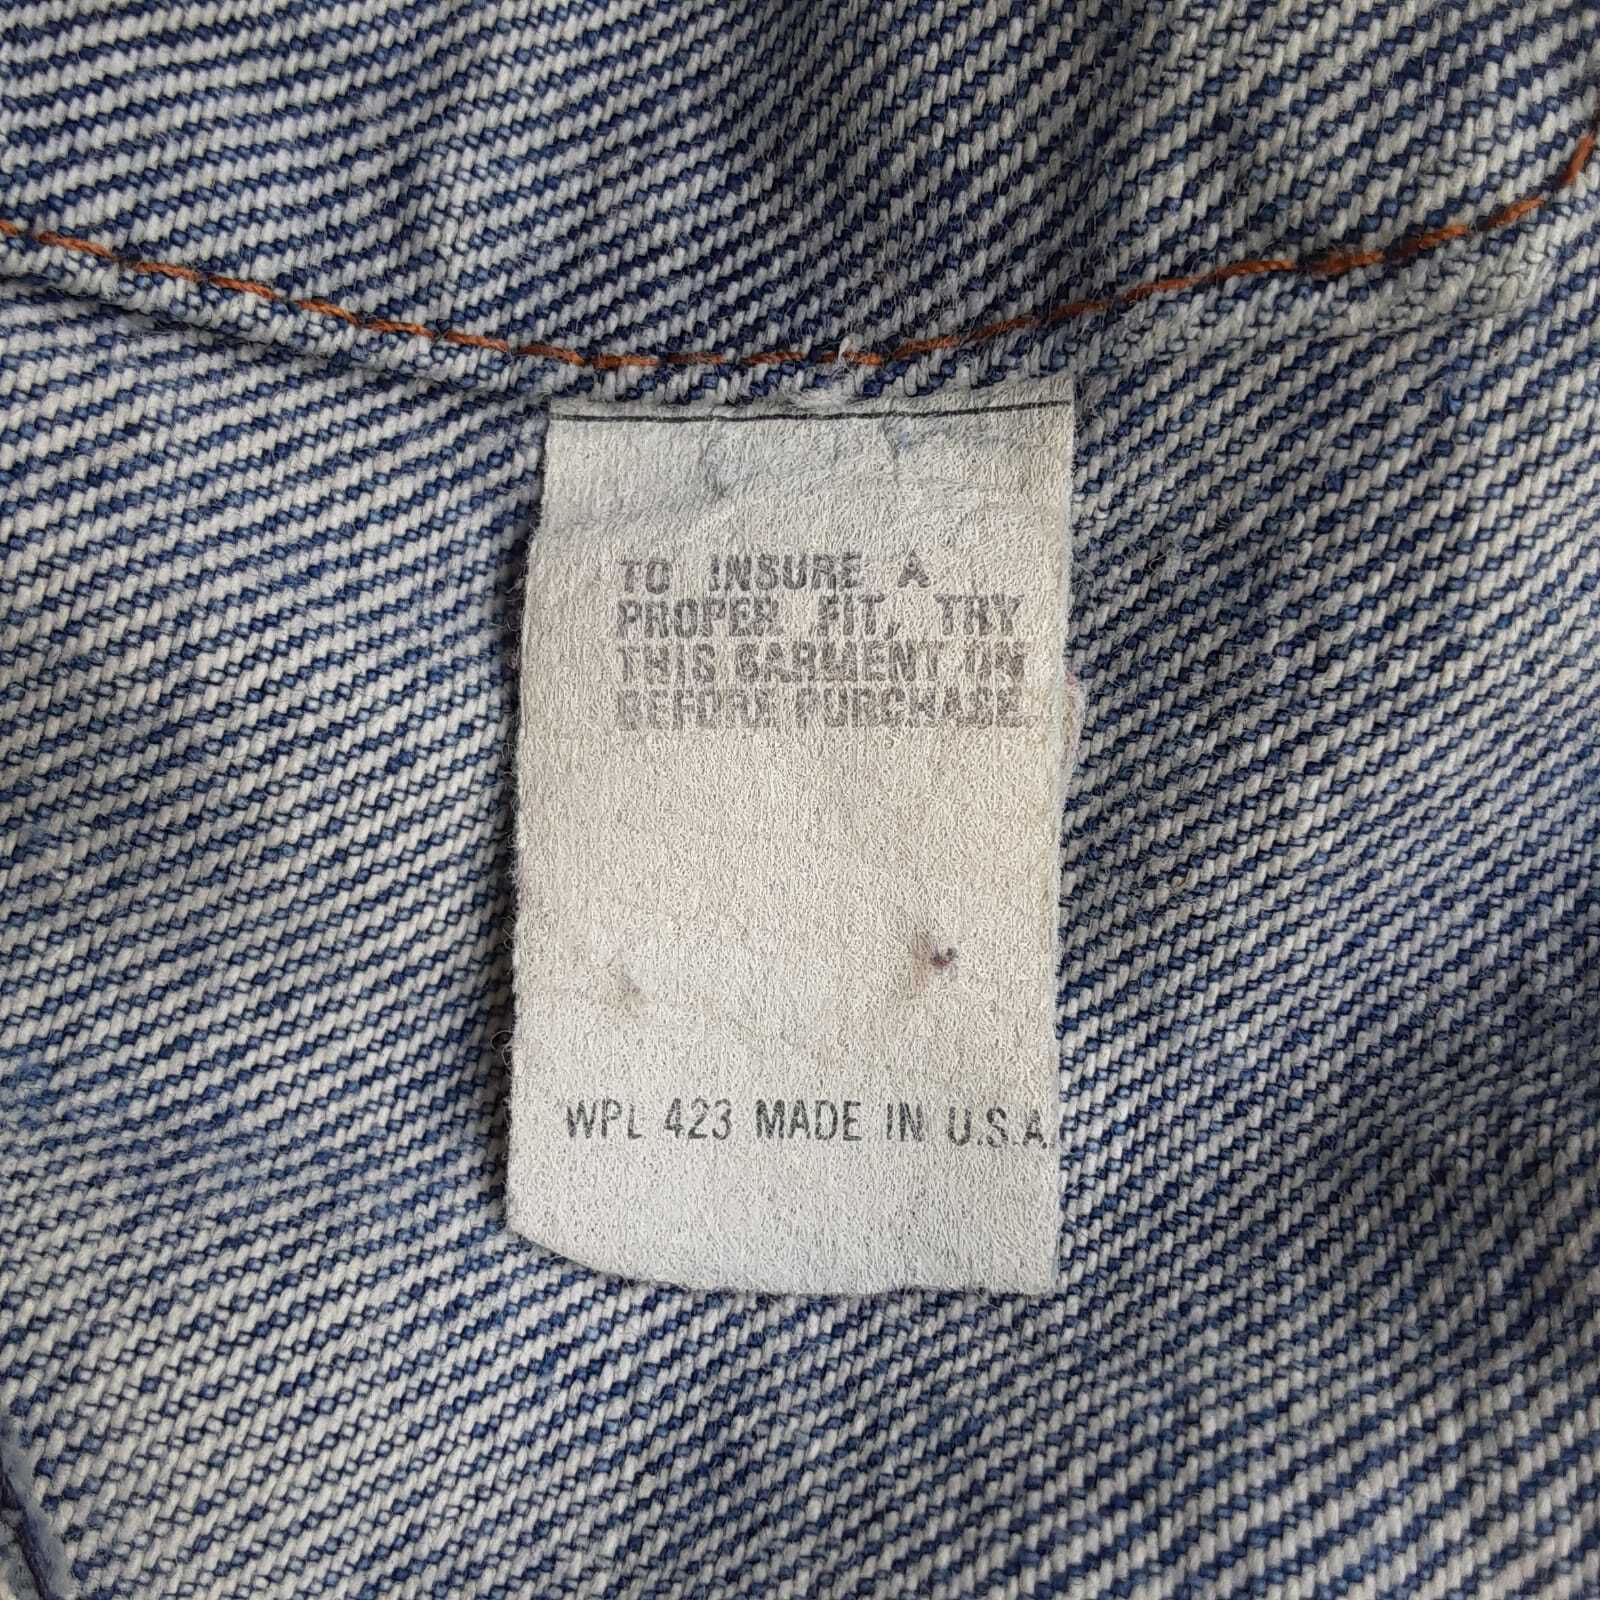 TO INSURE A
PROPER FIT, TRY
THIS GARMENT ON
BEFORE PURCHASE.
WPL 423 MADE IN U.S.A.